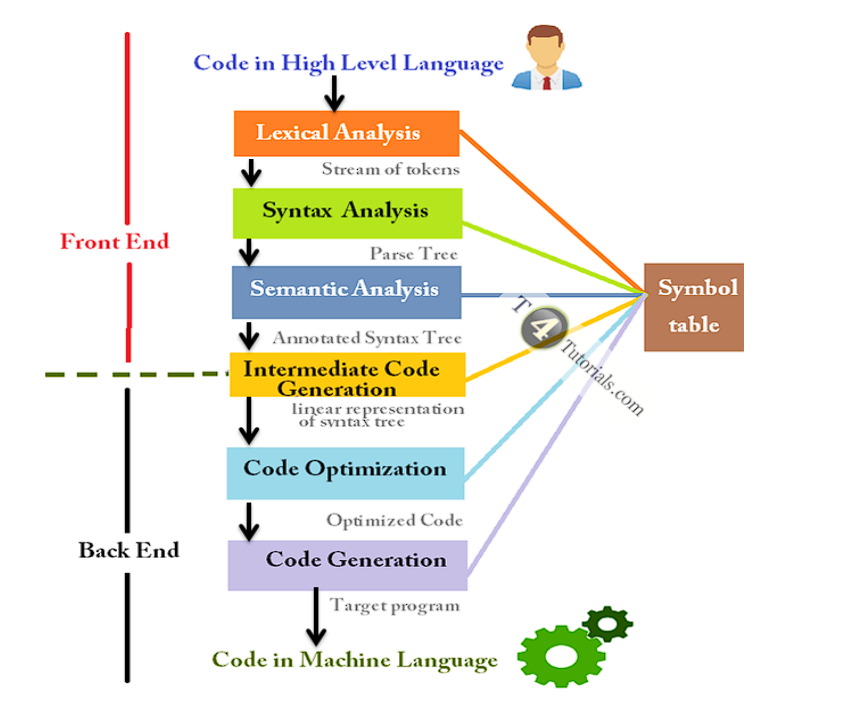 Code in High Level Language
Lexical Analysis
Stream of tokens
Syntax Analysis
Parse Tree
Front End
Semantic Analysis
Symbol
table
T4Tutorials.com
Annotated Syntax Tree
Intermediate Code
Generation
linear representation
of syntax tree
Code Optimization
Optimized Code
Back End
Code Generation
Target program
Code in Machine Language